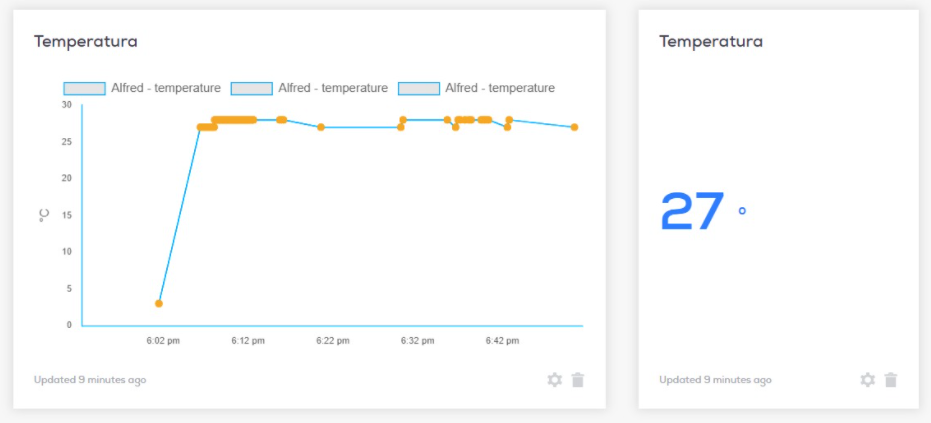 Temperatura
Alfred - temperature Alfred - temperature Alfred - temperature
30
25
20
15
10
5
0
°C
6:02 pm 6:12 pm 6:22 pm 6:32 pm 6:42 pm
Updated 9 minutes ago
Temperatura
27 °
Updated 9 minutes ago